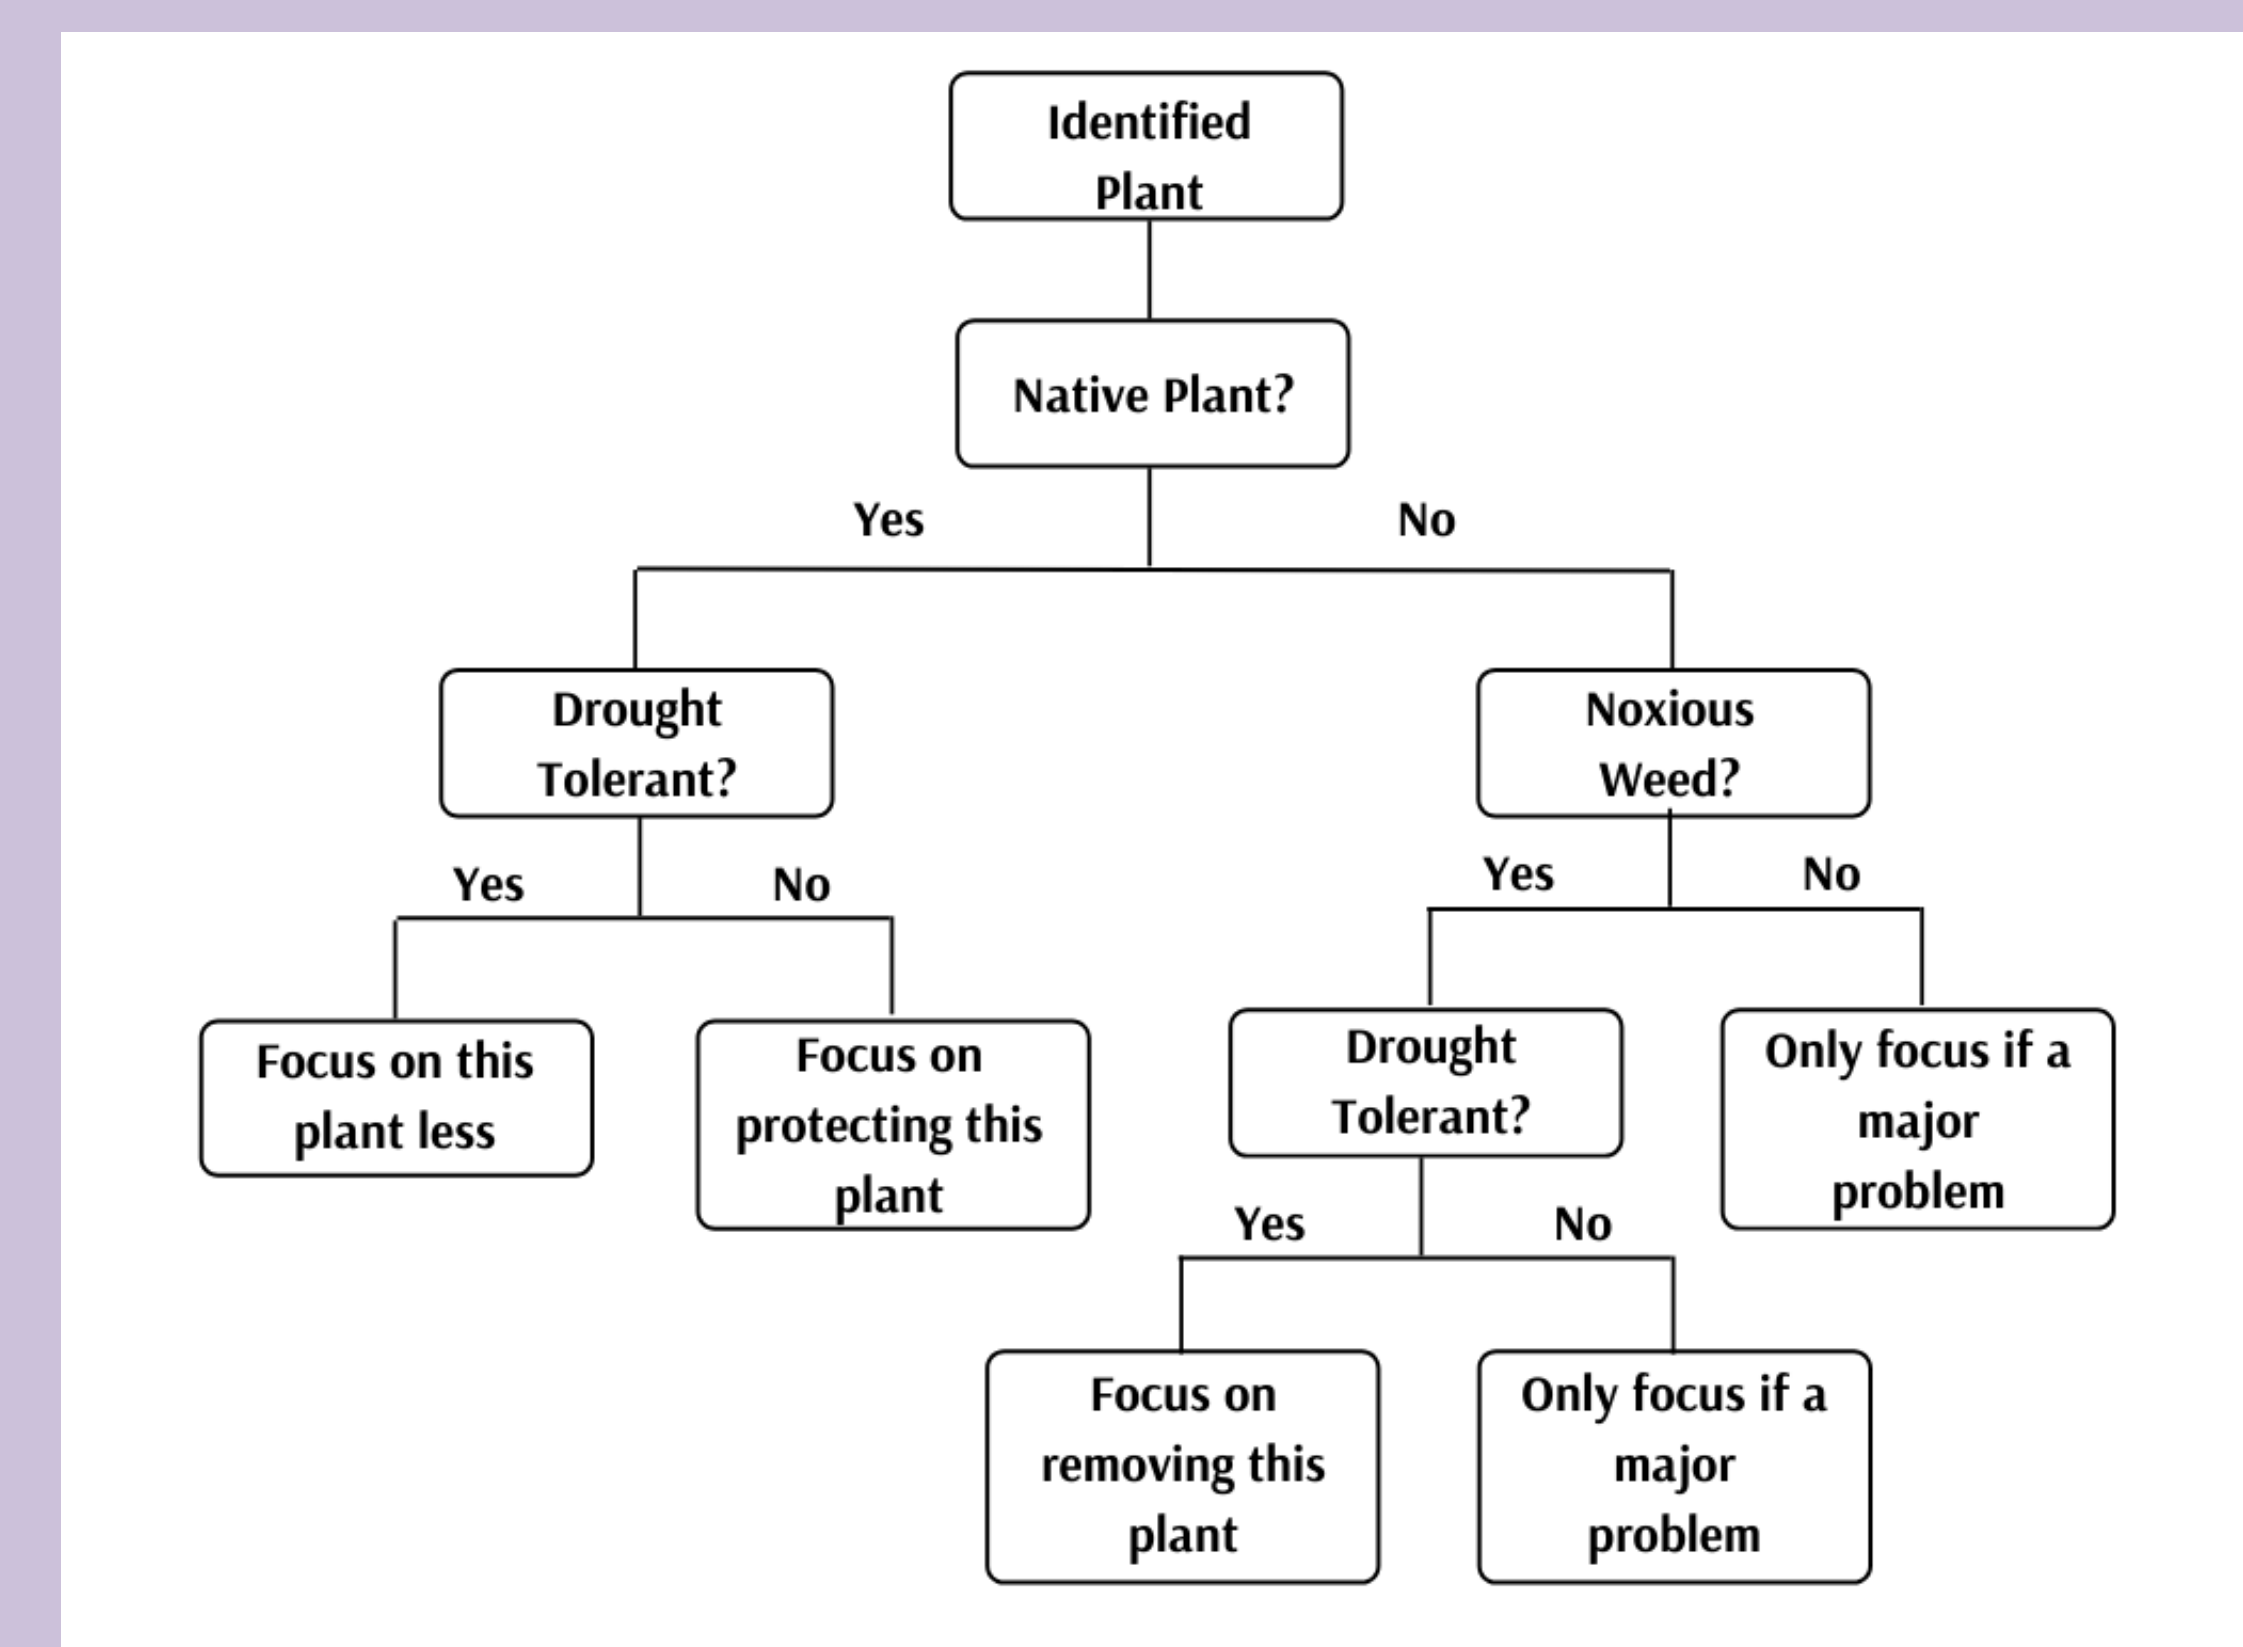 Identified
Plant
Native Plant?
Yes
No
Drought
Tolerant?
Noxious
Weed?
Yes
No
Yes
No
Focus on this
plant less
Focus on
protecting this
plant
Drought
Tolerant?
Only focus if a
major
problem
Yes
No
Focus on
removing this
plant
Only focus if a
major
problem